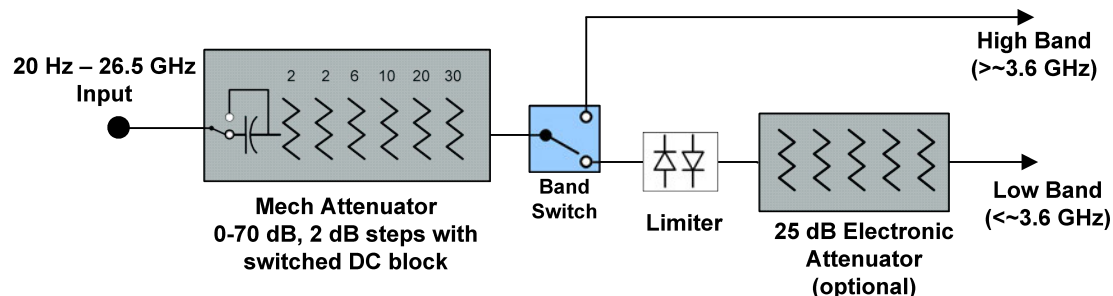 20 Hz – 26.5 GHz
Input
2 2 6 10 20 30
Mech Attenuator
0-70 dB, 2 dB steps with
switched DC block
Band
Switch
Limiter
25 dB Electronic
Attenuator
(optional)
High Band
(>~3.6 GHz)
Low Band
(<~3.6 GHz)